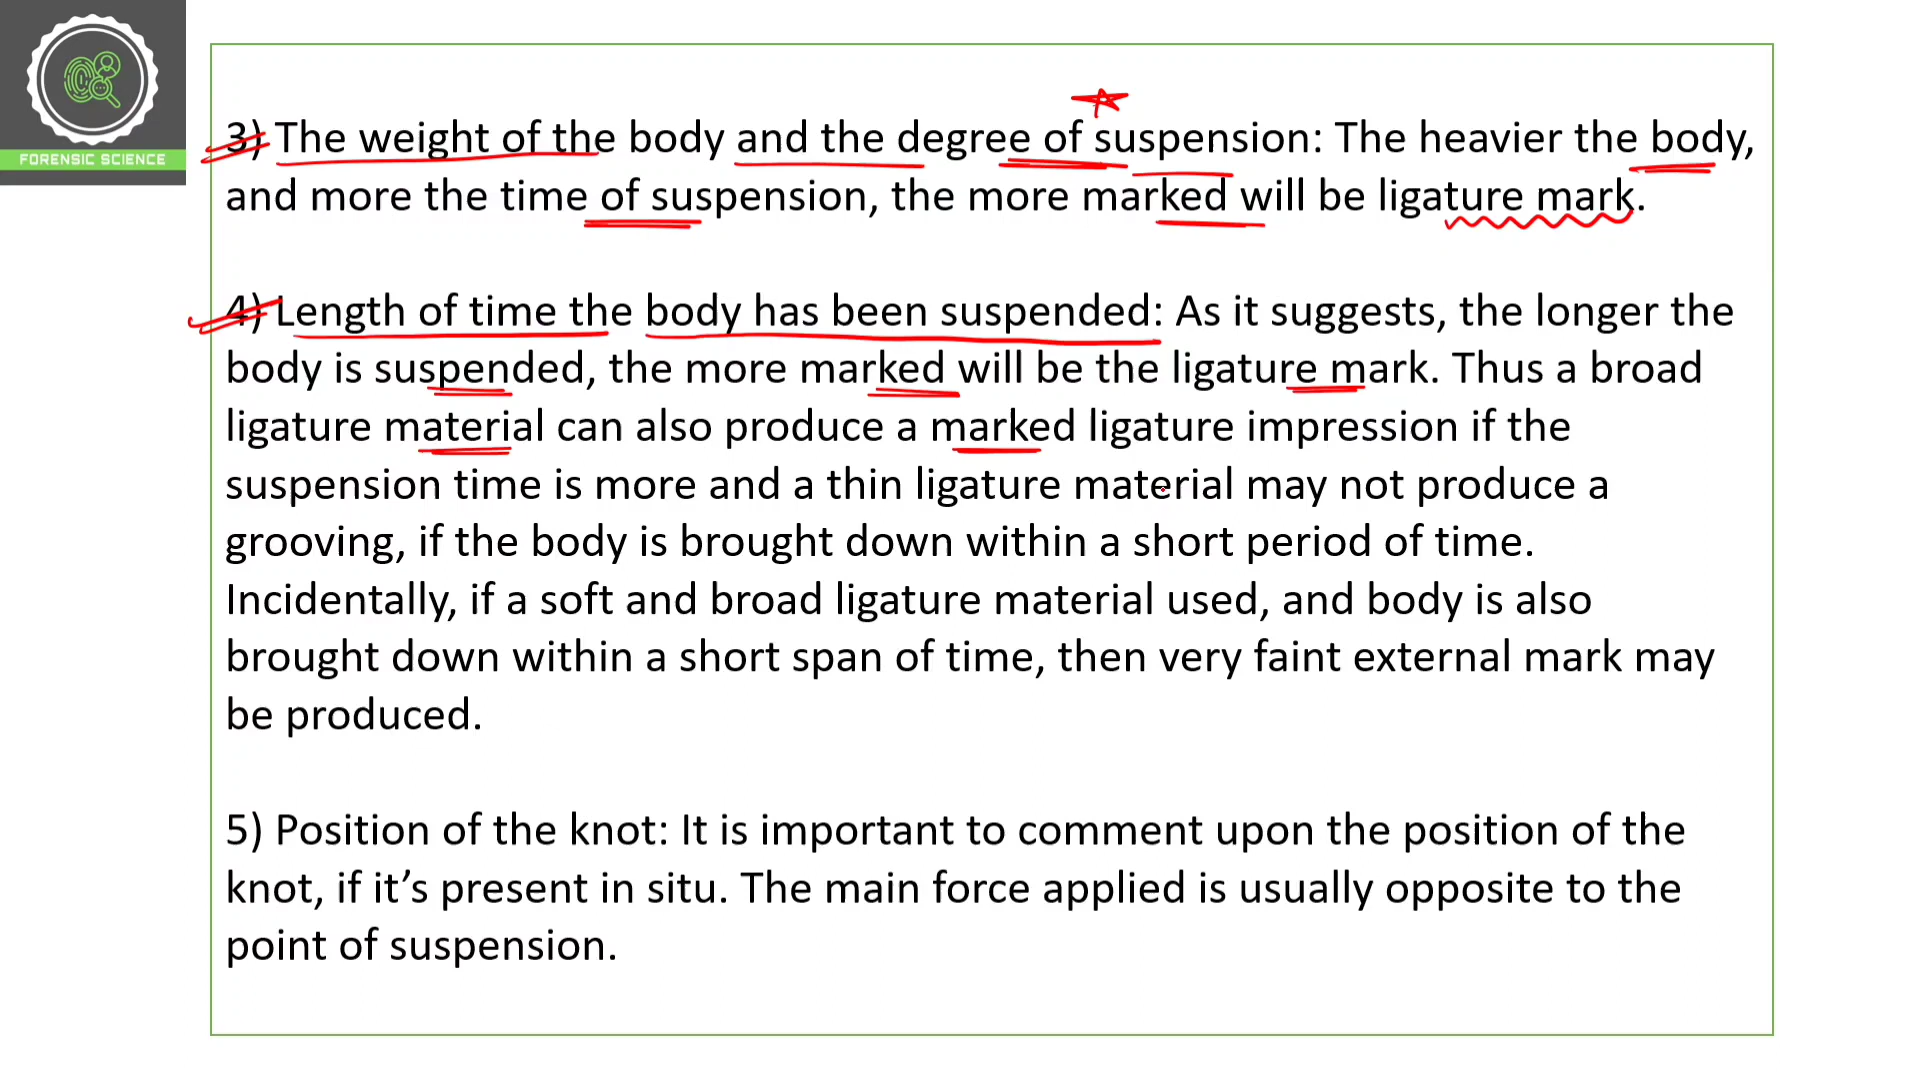 FORENSIC SCIENCE
3) The weight of the body and the degree of suspension: The heavier the body,
and more the time of suspension, the more marked will be ligature mark.
4) Length of time the body has been suspended: As it suggests, the longer the
body is suspended, the more marked will be the ligature mark. Thus a broad
ligature material can also produce a marked ligature impression if the
suspension time is more and a thin ligature material may not produce a
grooving, if the body is brought down within a short period of time.
Incidentally, if a soft and broad ligature material used, and body is also
brought down within a short span of time, then very faint external mark may
be produced.
5) Position of the knot: It is important to comment upon the position of the
knot, if it’s present in situ. The main force applied is usually opposite to the
point of suspension.